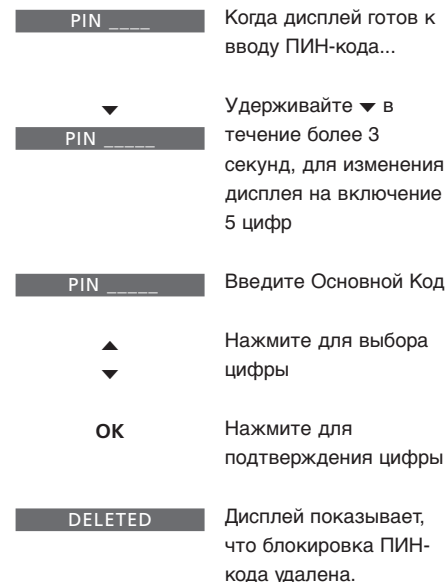 PIN ____
Когда дисплей готов к
вводу ПИН-кода...
▼
PIN _____
Удерживайте ▼ в
течение более 3
секунд, для изменения
дисплея на включение
5 цифр
PIN _____
Введите Основной Код
▲
▼
Нажмите для выбора
цифры
OK
Нажмите для
подтверждения цифры
DELETED
Дисплей показывает,
что блокировка ПИН-
кода удалена.